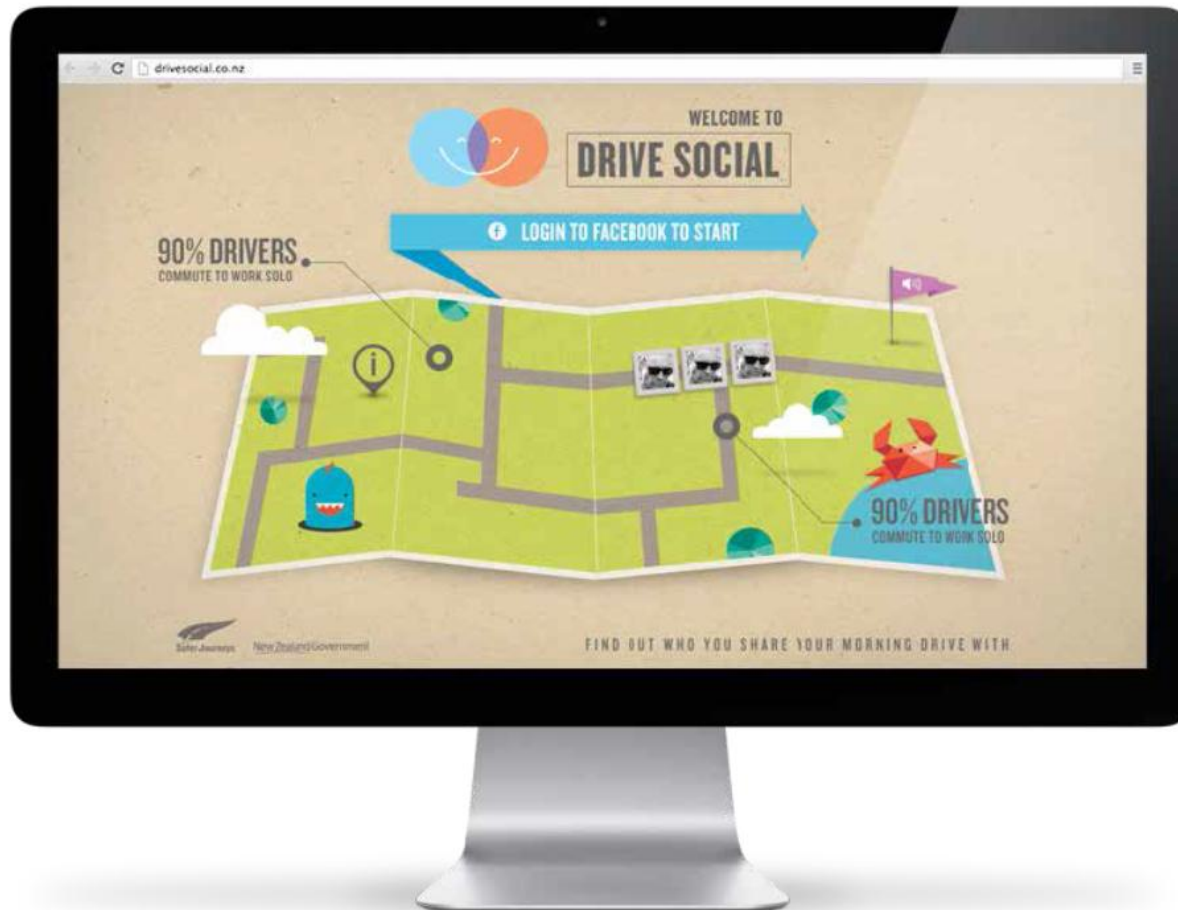 drivesocial.co.nz
WELCOME TO
DRIVE SOCIAL
LOGIN TO FACEBOOK TO START
90% DRIVERS
COMMUTE TO WORK SOLO
90% DRIVERS
COMMUTE TO WORK SOLO
Safer Journeys
New Zealand Government
FIND OUT WHO YOU SHARE YOUR MORNING DRIVE WITH